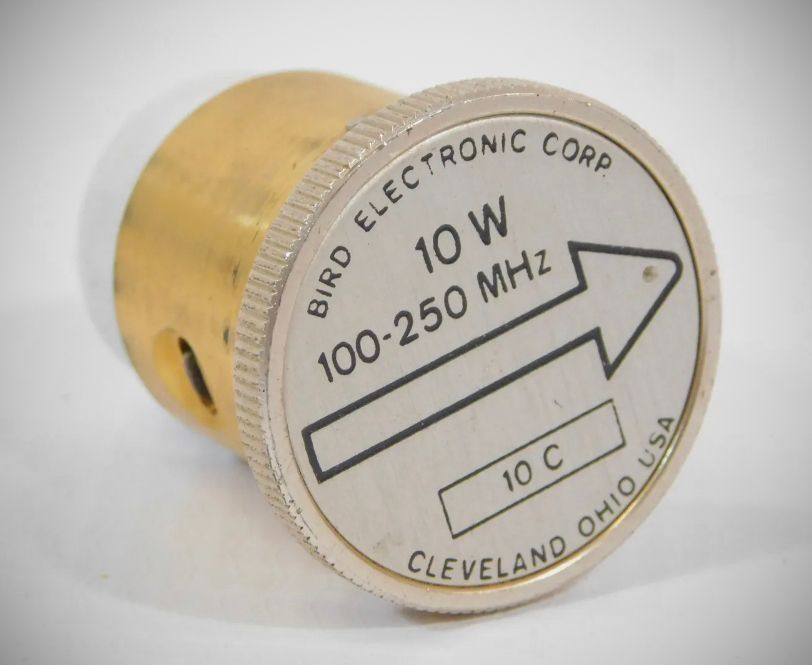 BIRD ELECTRONIC CORP.
10 W
100-250 MHz
10 C
CLEVELAND OHIO USA